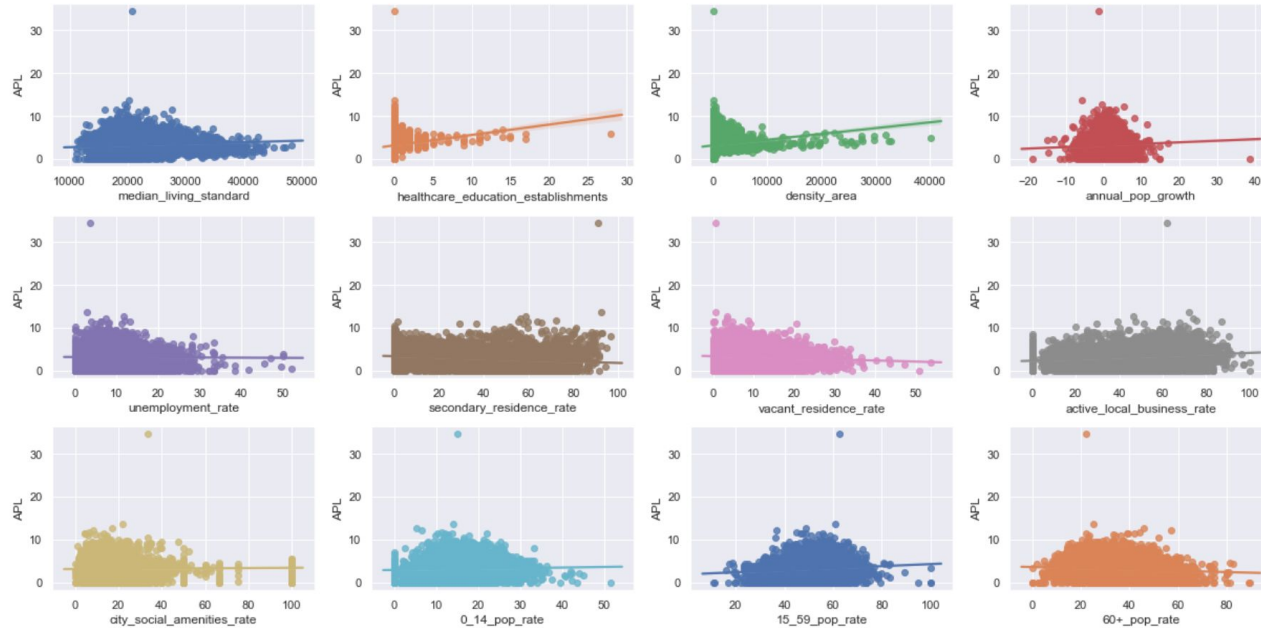 APL
30
20
10
0
10000 20000 30000 40000 50000
median_living_standard
APL
30
20
10
0
0 5 10 15 20 25 30
healthcare_education_establishments
APL
30
20
10
0
0 10000 20000 30000 40000
density_area
APL
30
20
10
0
−20 −10 0 10 20 30 40
annual_pop_growth
APL
30
20
10
0
0 10 20 30 40 50
unemployment_rate
APL
30
20
10
0
0 20 40 60 80 100
secondary_residence_rate
APL
30
20
10
0
0 10 20 30 40 50
vacant_residence_rate
APL
30
20
10
0
0 20 40 60 80 100
active_local_business_rate
APL
30
20
10
0
0 20 40 60 80 100
city_social_amenities_rate
APL
30
20
10
0
0 10 20 30 40 50
0_14_pop_rate
APL
30
20
10
0
20 40 60 80 100
15_59_pop_rate
APL
30
20
10
0
0 20 40 60 80
60+_pop_rate